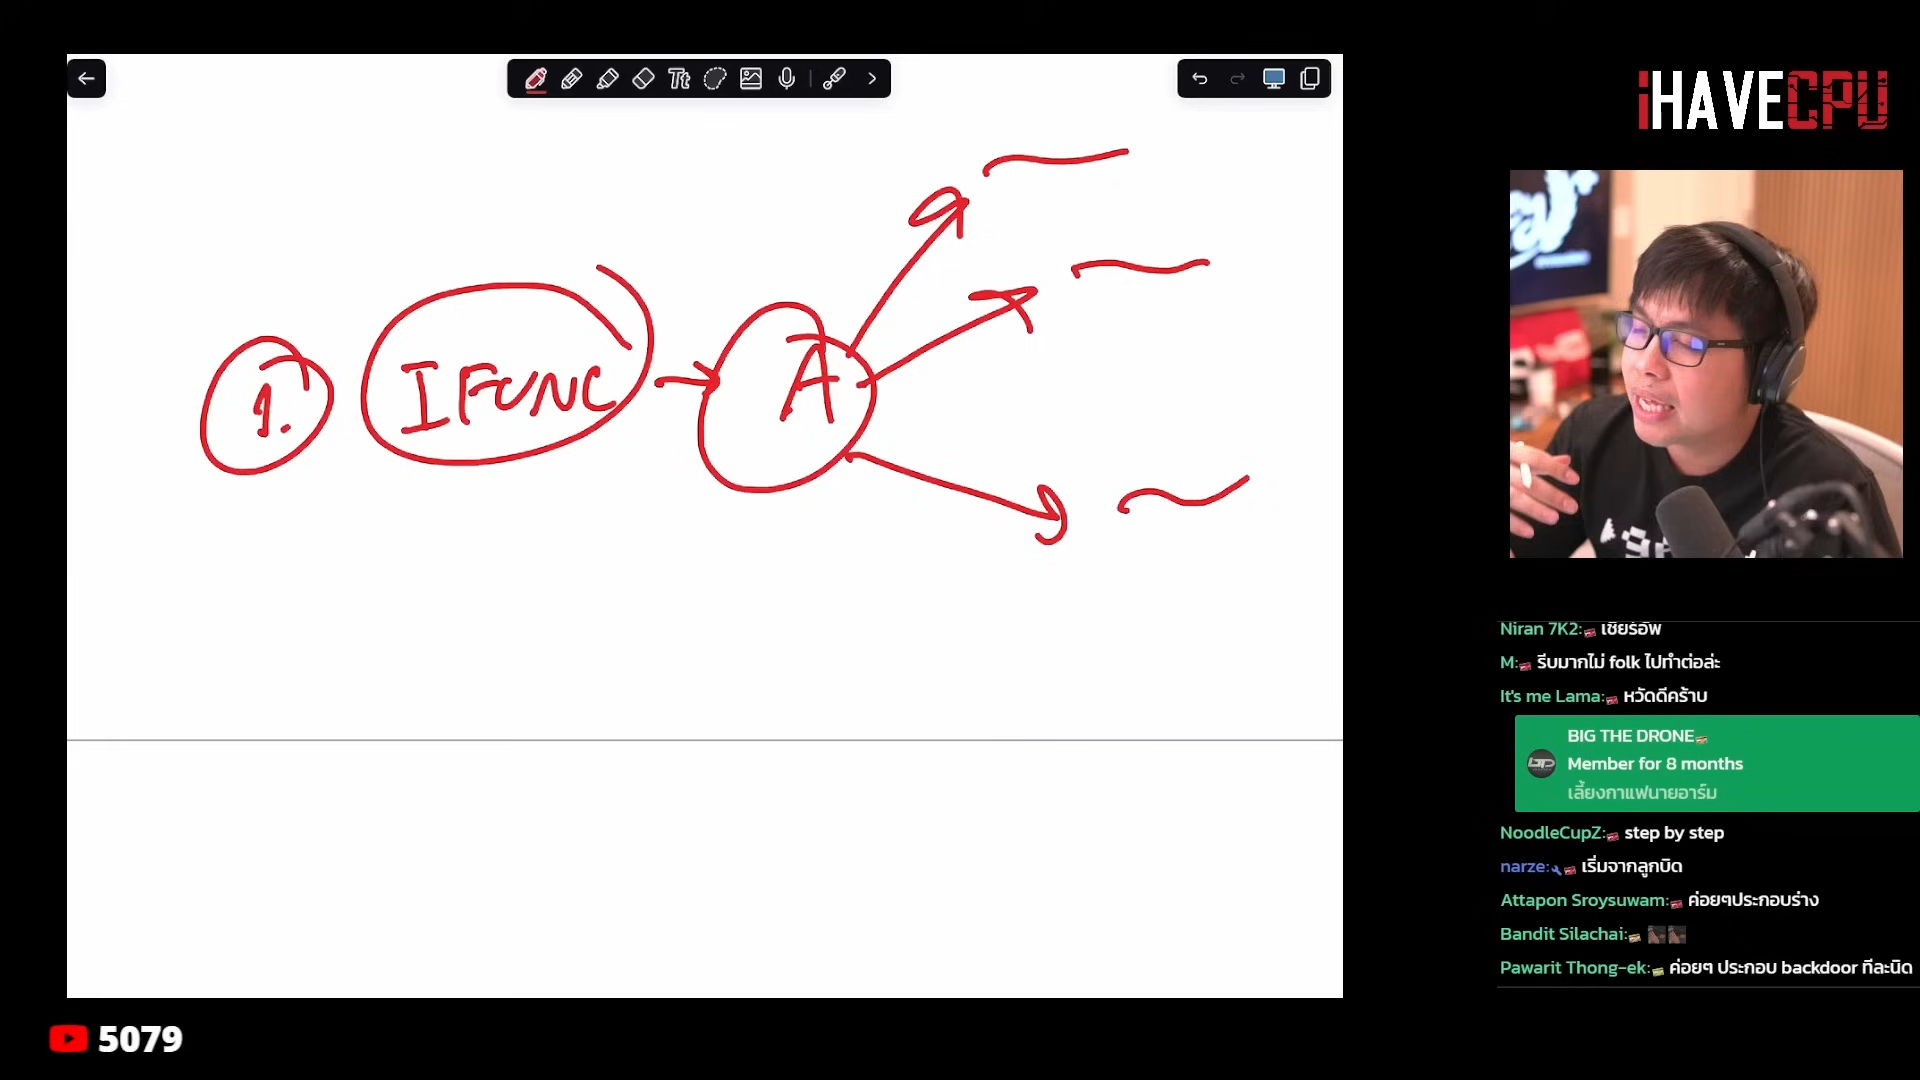 iHAVECPU
Tt
1. IFUNC A
Niran 7K2: เชียร์อัพ
M: รีบมากไม่ folk ไปทำต่อล่ะ
It's me Lama: หวัดดีคร้าบ
BIG THE DRONE
Member for 8 months
เลี้ยงกาแฟนายอาร์ม
NoodleCupZ: step by step
narze: เริ่มจากลูกบิด
Attapon Sroysuwam: ค่อยๆประกอบร่าง
Bandit Silachai:
Pawarit Thong-ek: ค่อยๆ ประกอบ backdoor ทีละนิด
5079